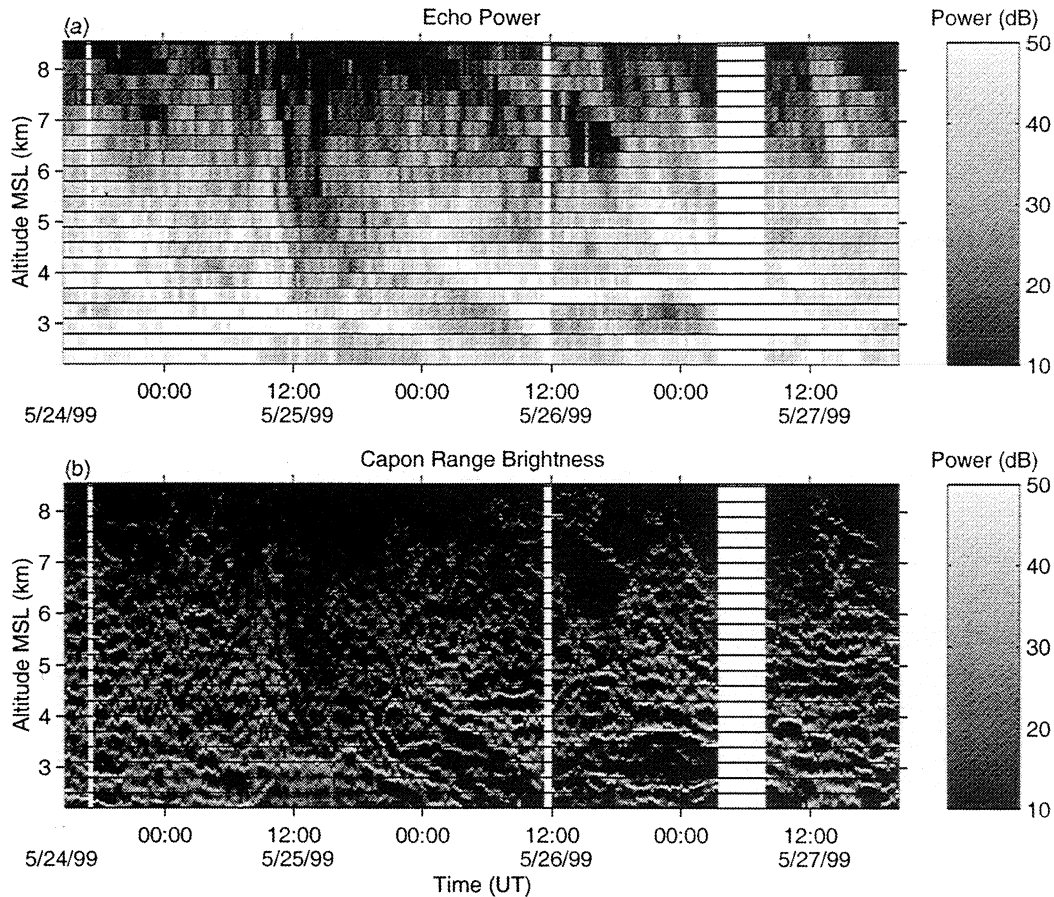 (a)
Echo Power
Power (dB)
8
7
6
5
4
3
Altitude MSL (km)
50
40
30
20
10
00:00 12:00 00:00 12:00 00:00 12:00
5/24/99 5/25/99 5/26/99 5/27/99
(b)
Capon Range Brightness
Power (dB)
8
7
6
5
4
3
Altitude MSL (km)
50
40
30
20
10
00:00 12:00 00:00 12:00 00:00 12:00
5/24/99 5/25/99 5/26/99 5/27/99
Time (UT)